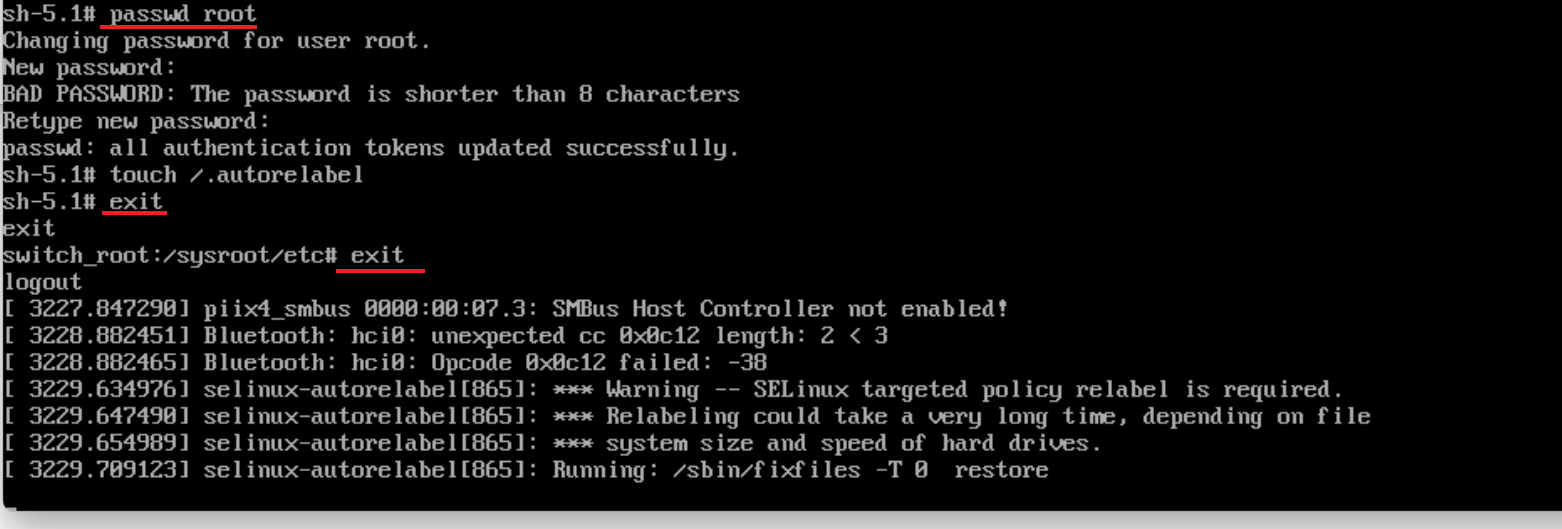 sh-5.1# passwd root
Changing password for user root.
New password:
BAD PASSWORD: The password is shorter than 8 characters
Retype new password:
passwd: all authentication tokens updated successfully.
sh-5.1# touch /.autorelabel
sh-5.1# exit
exit
switch_root:/sysroot/etc# exit
logout
[ 3227.847290] piix4_smbus 0000:00:07.3: SMBus Host Controller not enabled!
[ 3228.882451] Bluetooth: hci0: unexpected cc 0x0c12 length: 2 < 3
[ 3228.882465] Bluetooth: hci0: Opcode 0x0c12 failed: -38
[ 3229.634976] selinux-autorelabel[865]: *** Warning -- SELinux targeted policy relabel is required.
[ 3229.647490] selinux-autorelabel[865]: *** Relabeling could take a very long time, depending on file
[ 3229.654989] selinux-autorelabel[865]: *** system size and speed of hard drives.
[ 3229.709123] selinux-autorelabel[865]: Running: /sbin/fixfiles -T 0  restore